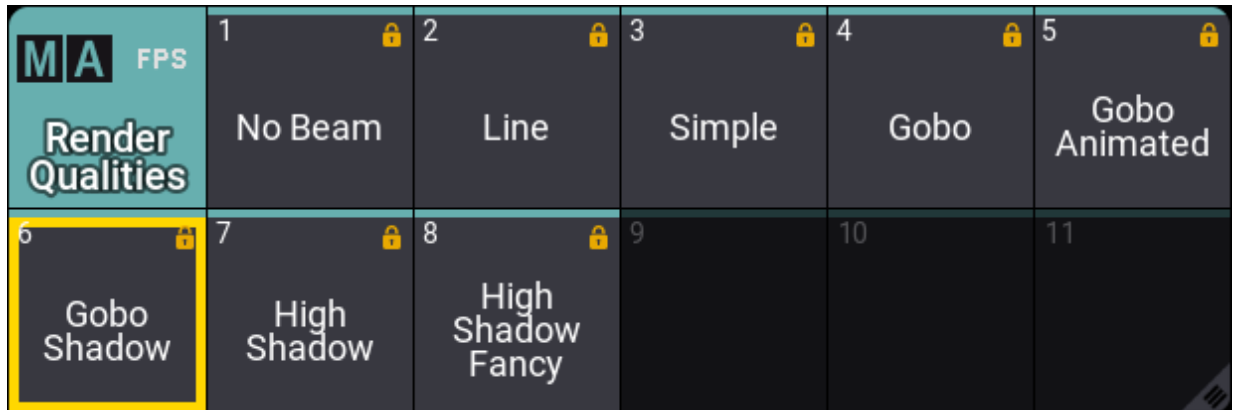 MA FPS
Render
Qualities
1
No Beam
2
Line
3
Simple
4
Gobo
5
Gobo
Animated
6
Gobo
Shadow
7
High
Shadow
8
High
Shadow
Fancy
9
10
11